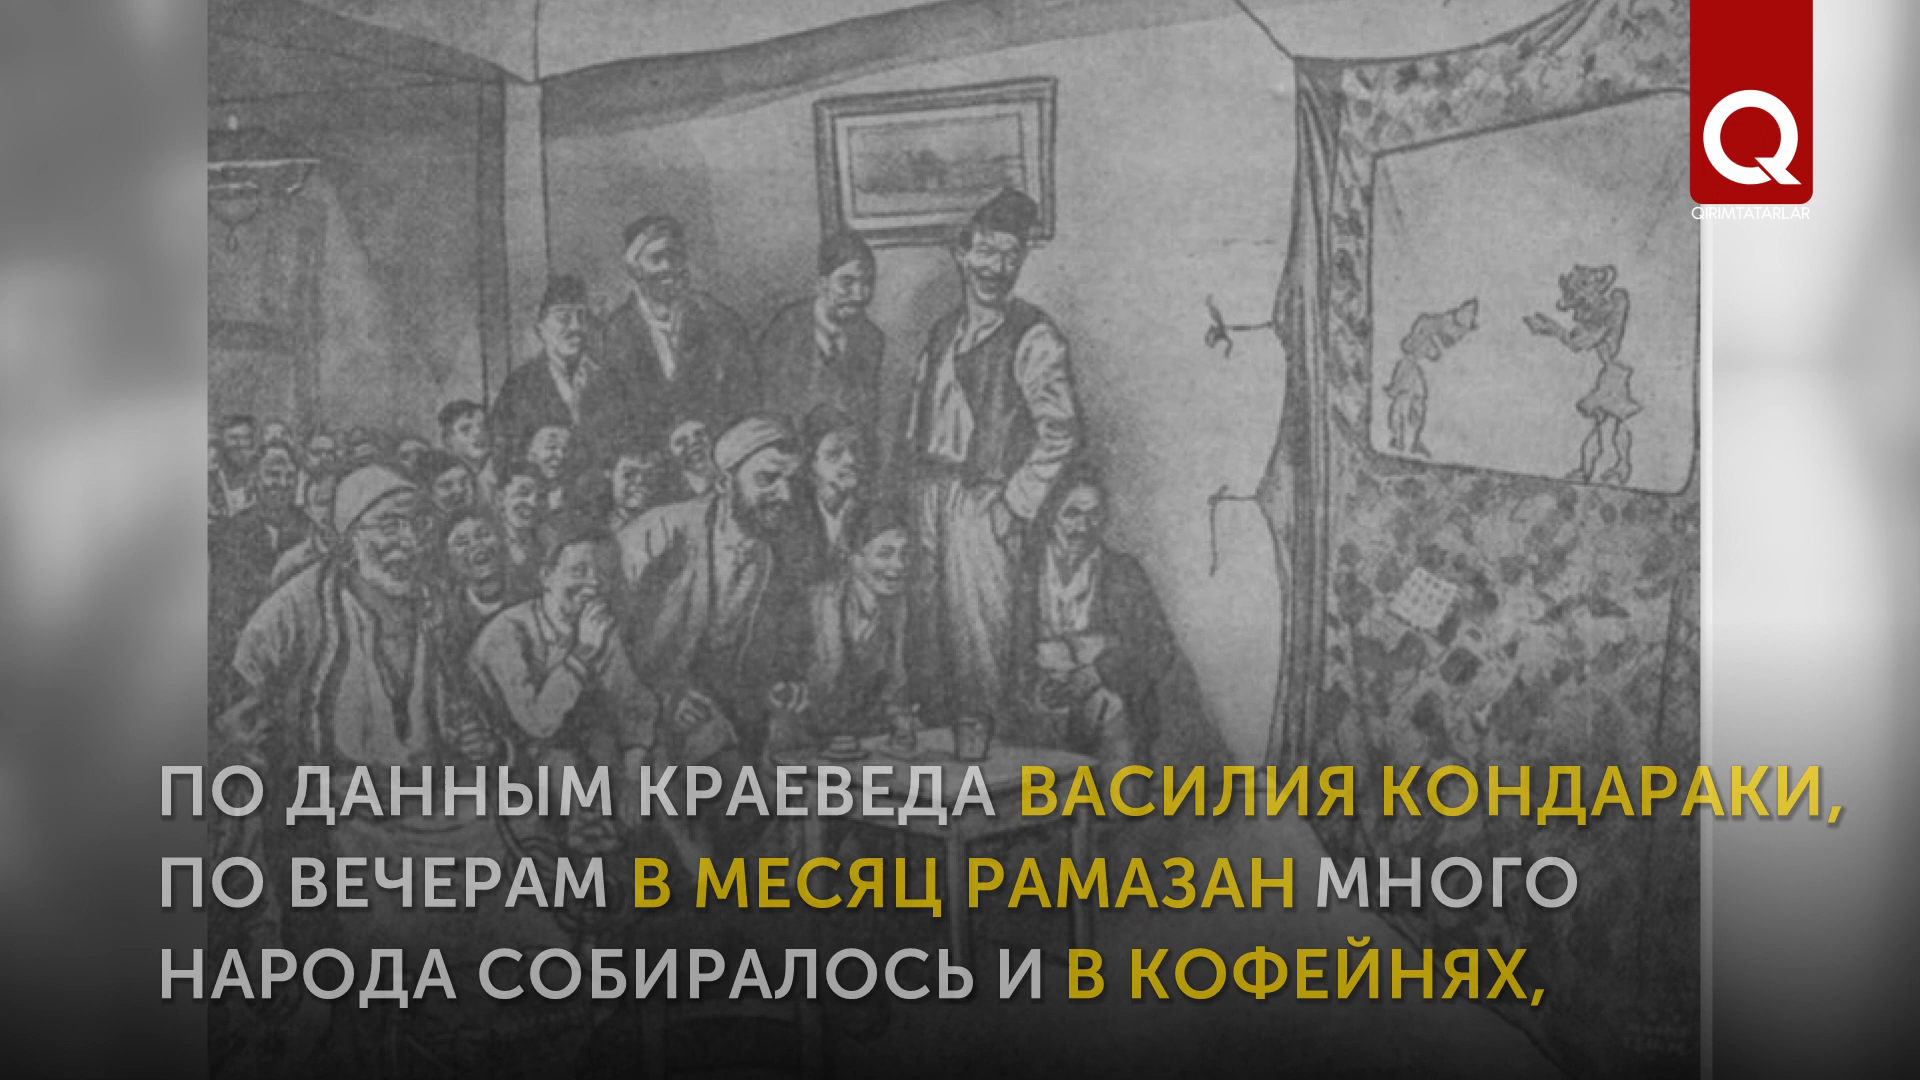 Q
QIRIMTATARLAR
ПО ДАННЫМ КРАЕВЕДА ВАСИЛИЯ КОНДАРАКИ,
ПО ВЕЧЕРАМ В МЕСЯЦ РАМАЗАН МНОГО
НАРОДА СОБИРАЛОСЬ И В КОФЕЙНЯХ,